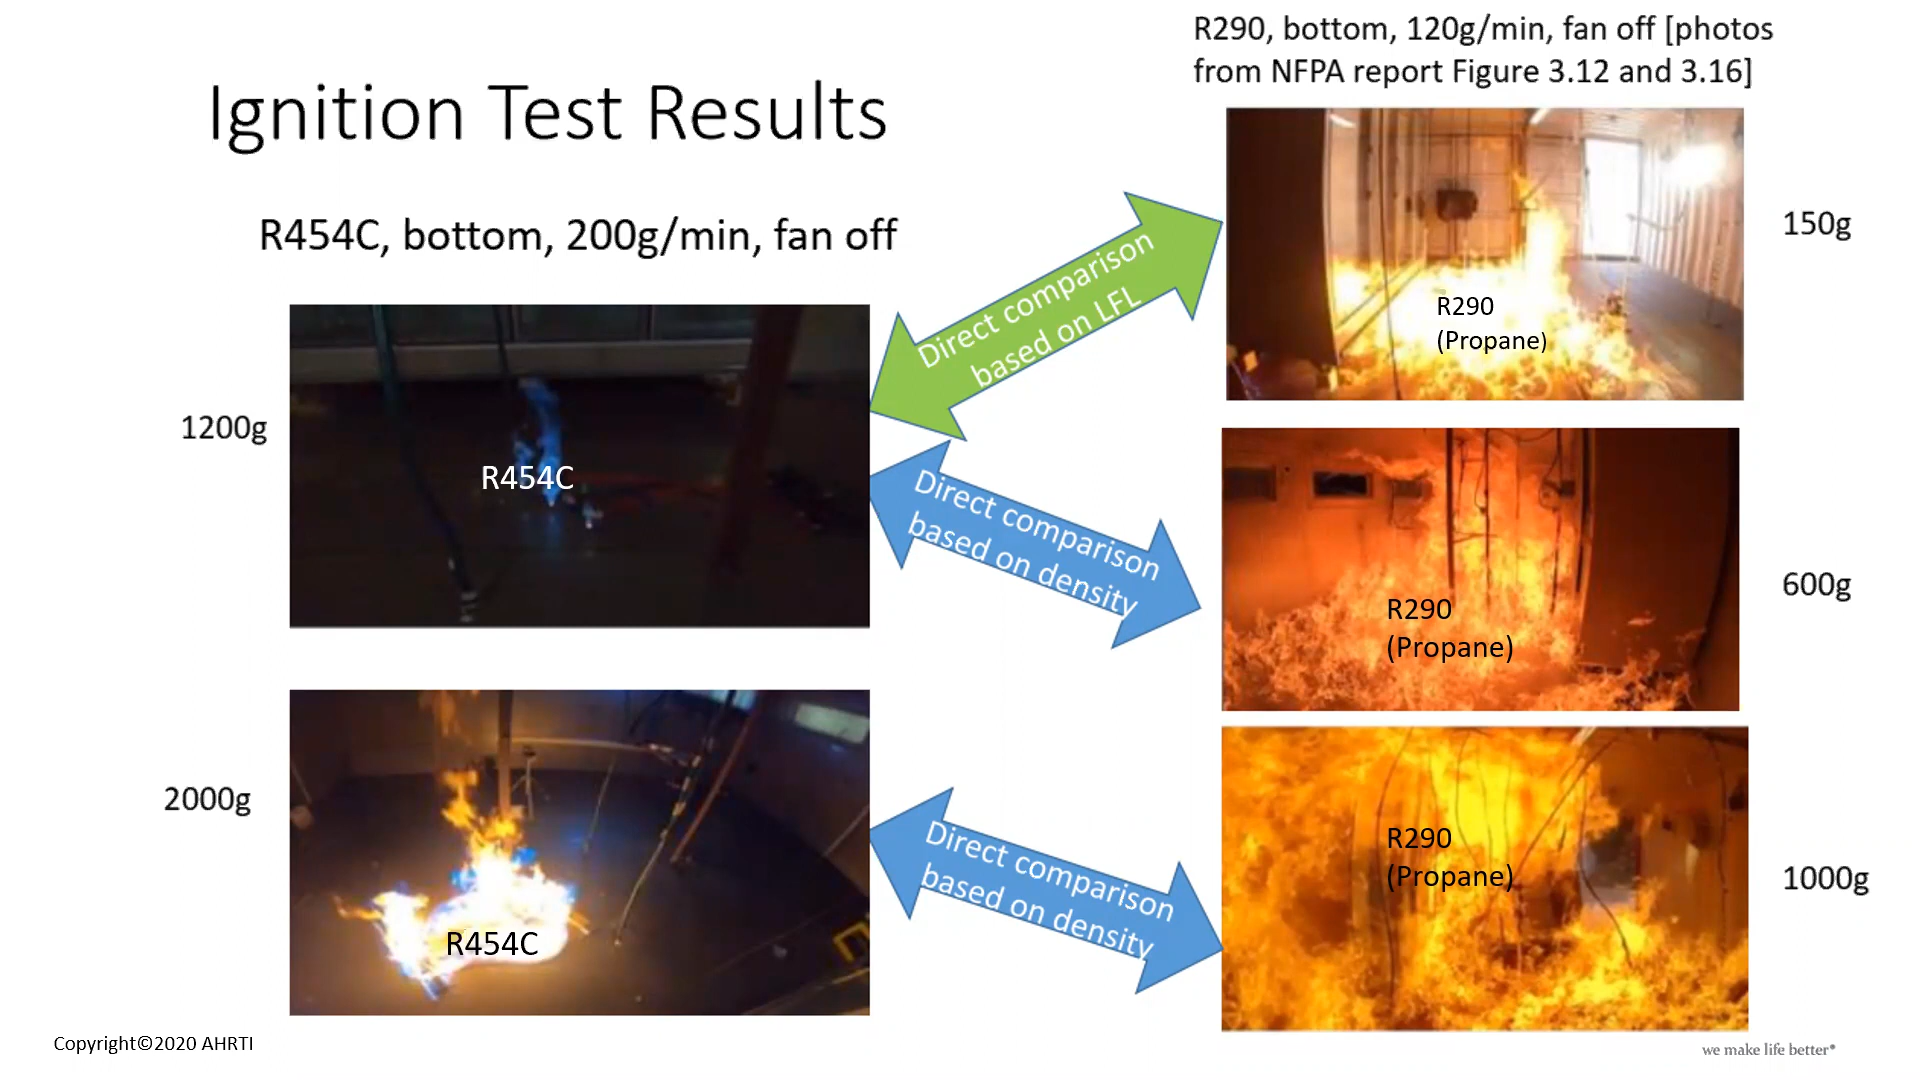 Ignition Test Results
R454C, bottom, 200g/min, fan off
1200g
R454C
2000g
R454C
Direct comparison
based on LFL
Direct comparison
based on density
Direct comparison
based on density
R290, bottom, 120g/min, fan off [photos
from NFPA report Figure 3.12 and 3.16]
R290
(Propane)
150g
R290
(Propane)
600g
R290
(Propane)
1000g
Copyright©2020 AHRTI
we make life better*